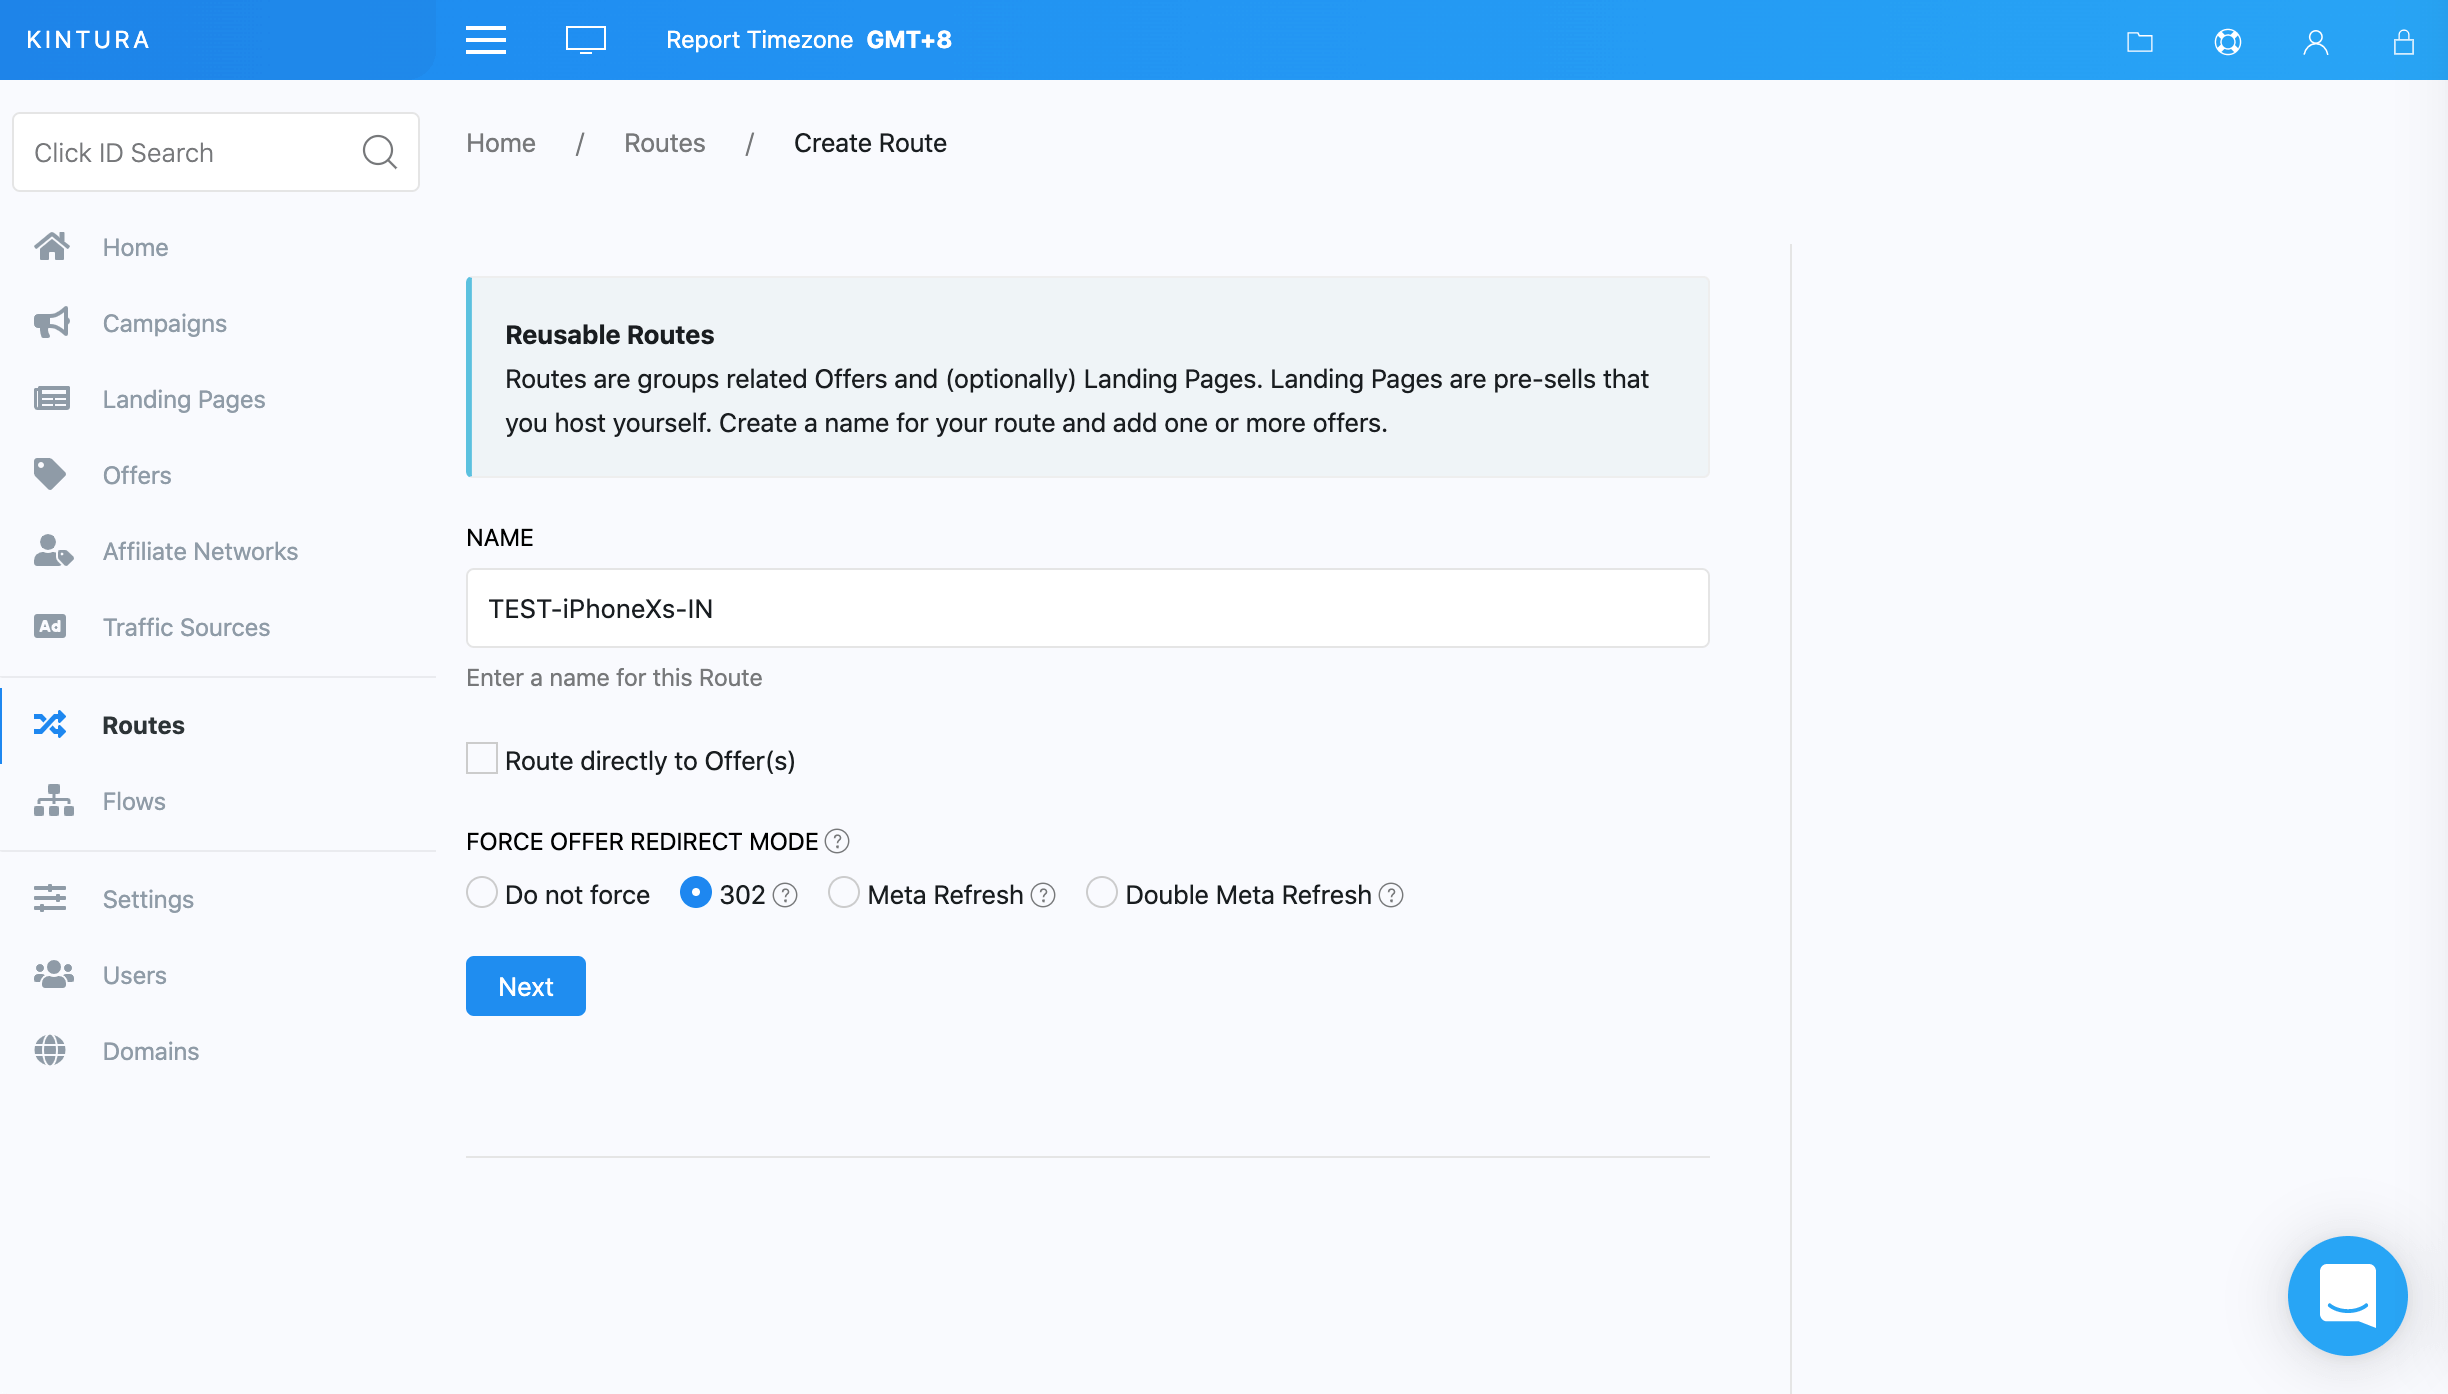 KINTURA
Report Timezone GMT+8
Click ID Search
Home / Routes / Create Route
Home
Campaigns
Landing Pages
Offers
Affiliate Networks
Ad Traffic Sources
Routes
Flows
Settings
Users
Domains
Reusable Routes
Routes are groups related Offers and (optionally) Landing Pages. Landing Pages are pre-sells that
you host yourself. Create a name for your route and add one or more offers.
NAME
TEST-iPhoneXs-IN
Enter a name for this Route
Route directly to Offer(s)
FORCE OFFER REDIRECT MODE ?
Do not force 302 ? Meta Refresh ? Double Meta Refresh ?
Next